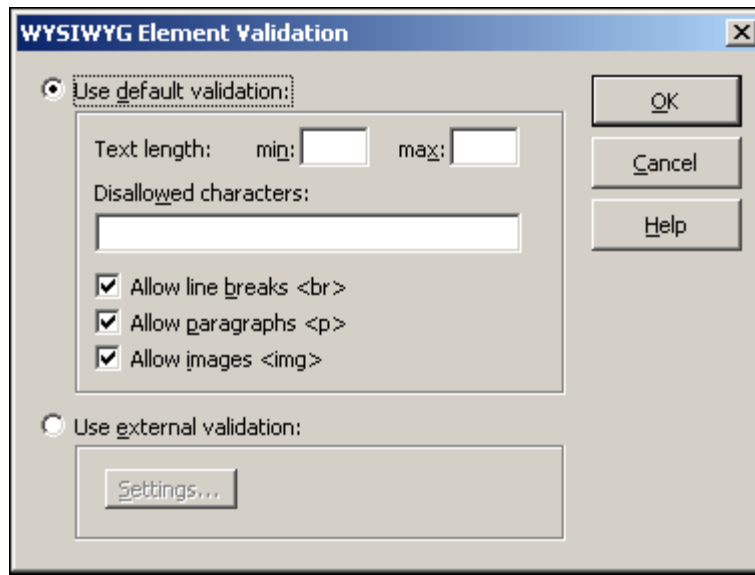 WYSIWYG Element Validation
Use default validation:
OK
Text length: min: max:
Cancel
Disallowed characters:
Help
Allow line breaks <br>
Allow paragraphs <p>
Allow images <img>
Use external validation:
Settings...